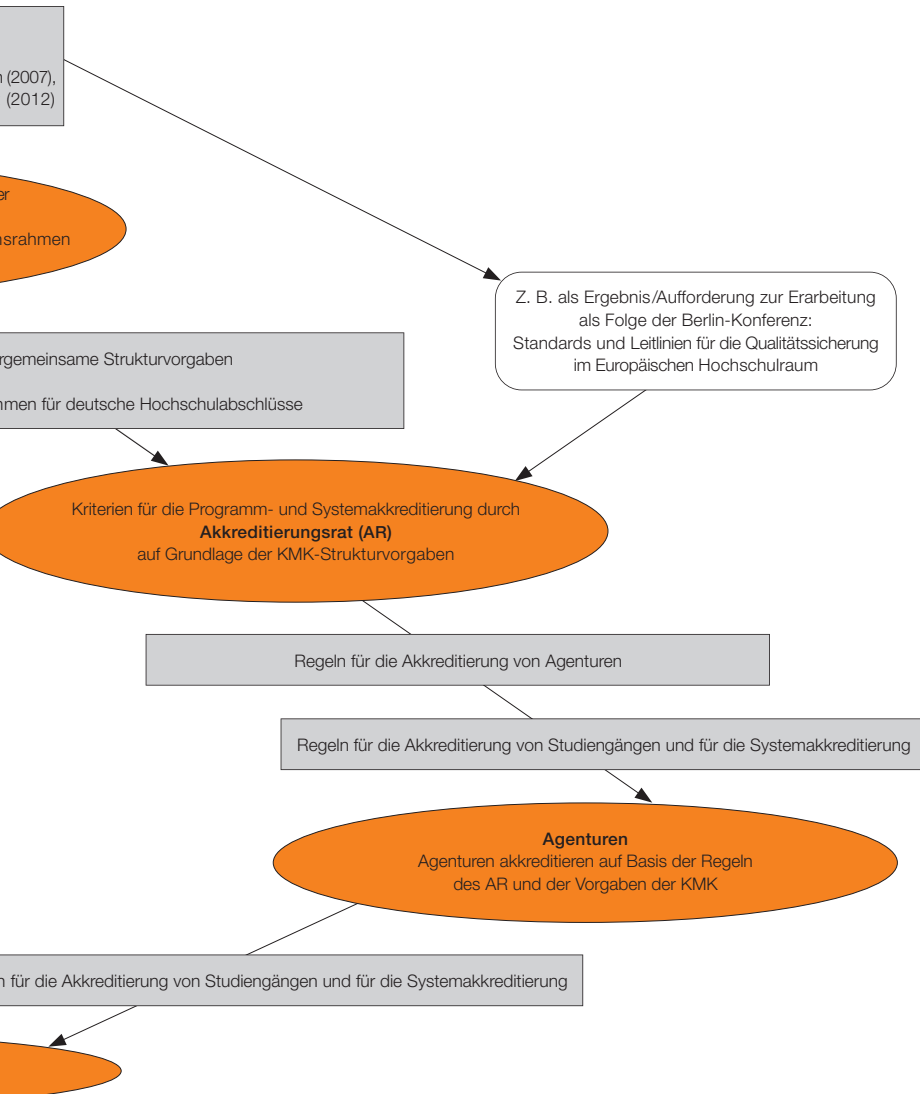 (2007),
(2012)
Z. B. als Ergebnis/Aufforderung zur Erarbeitung
als Folge der Berlin-Konferenz:
Standards und Leitlinien für die Qualitätssicherung
im Europäischen Hochschulraum
rgemeinsame Strukturvorgaben
für deutsche Hochschulabschlüsse
Kriterien für die Programm- und Systemakkreditierung durch
Akkreditierungsrat (AR)
auf Grundlage der KMK-Strukturvorgaben
Regeln für die Akkreditierung von Agenturen
Regeln für die Akkreditierung von Studiengängen und für die Systemakkreditierung
Agenturen
Agenturen akkreditieren auf Basis der Regeln
des AR und der Vorgaben der KMK
n für die Akkreditierung von Studiengängen und für die Systemakkreditierung